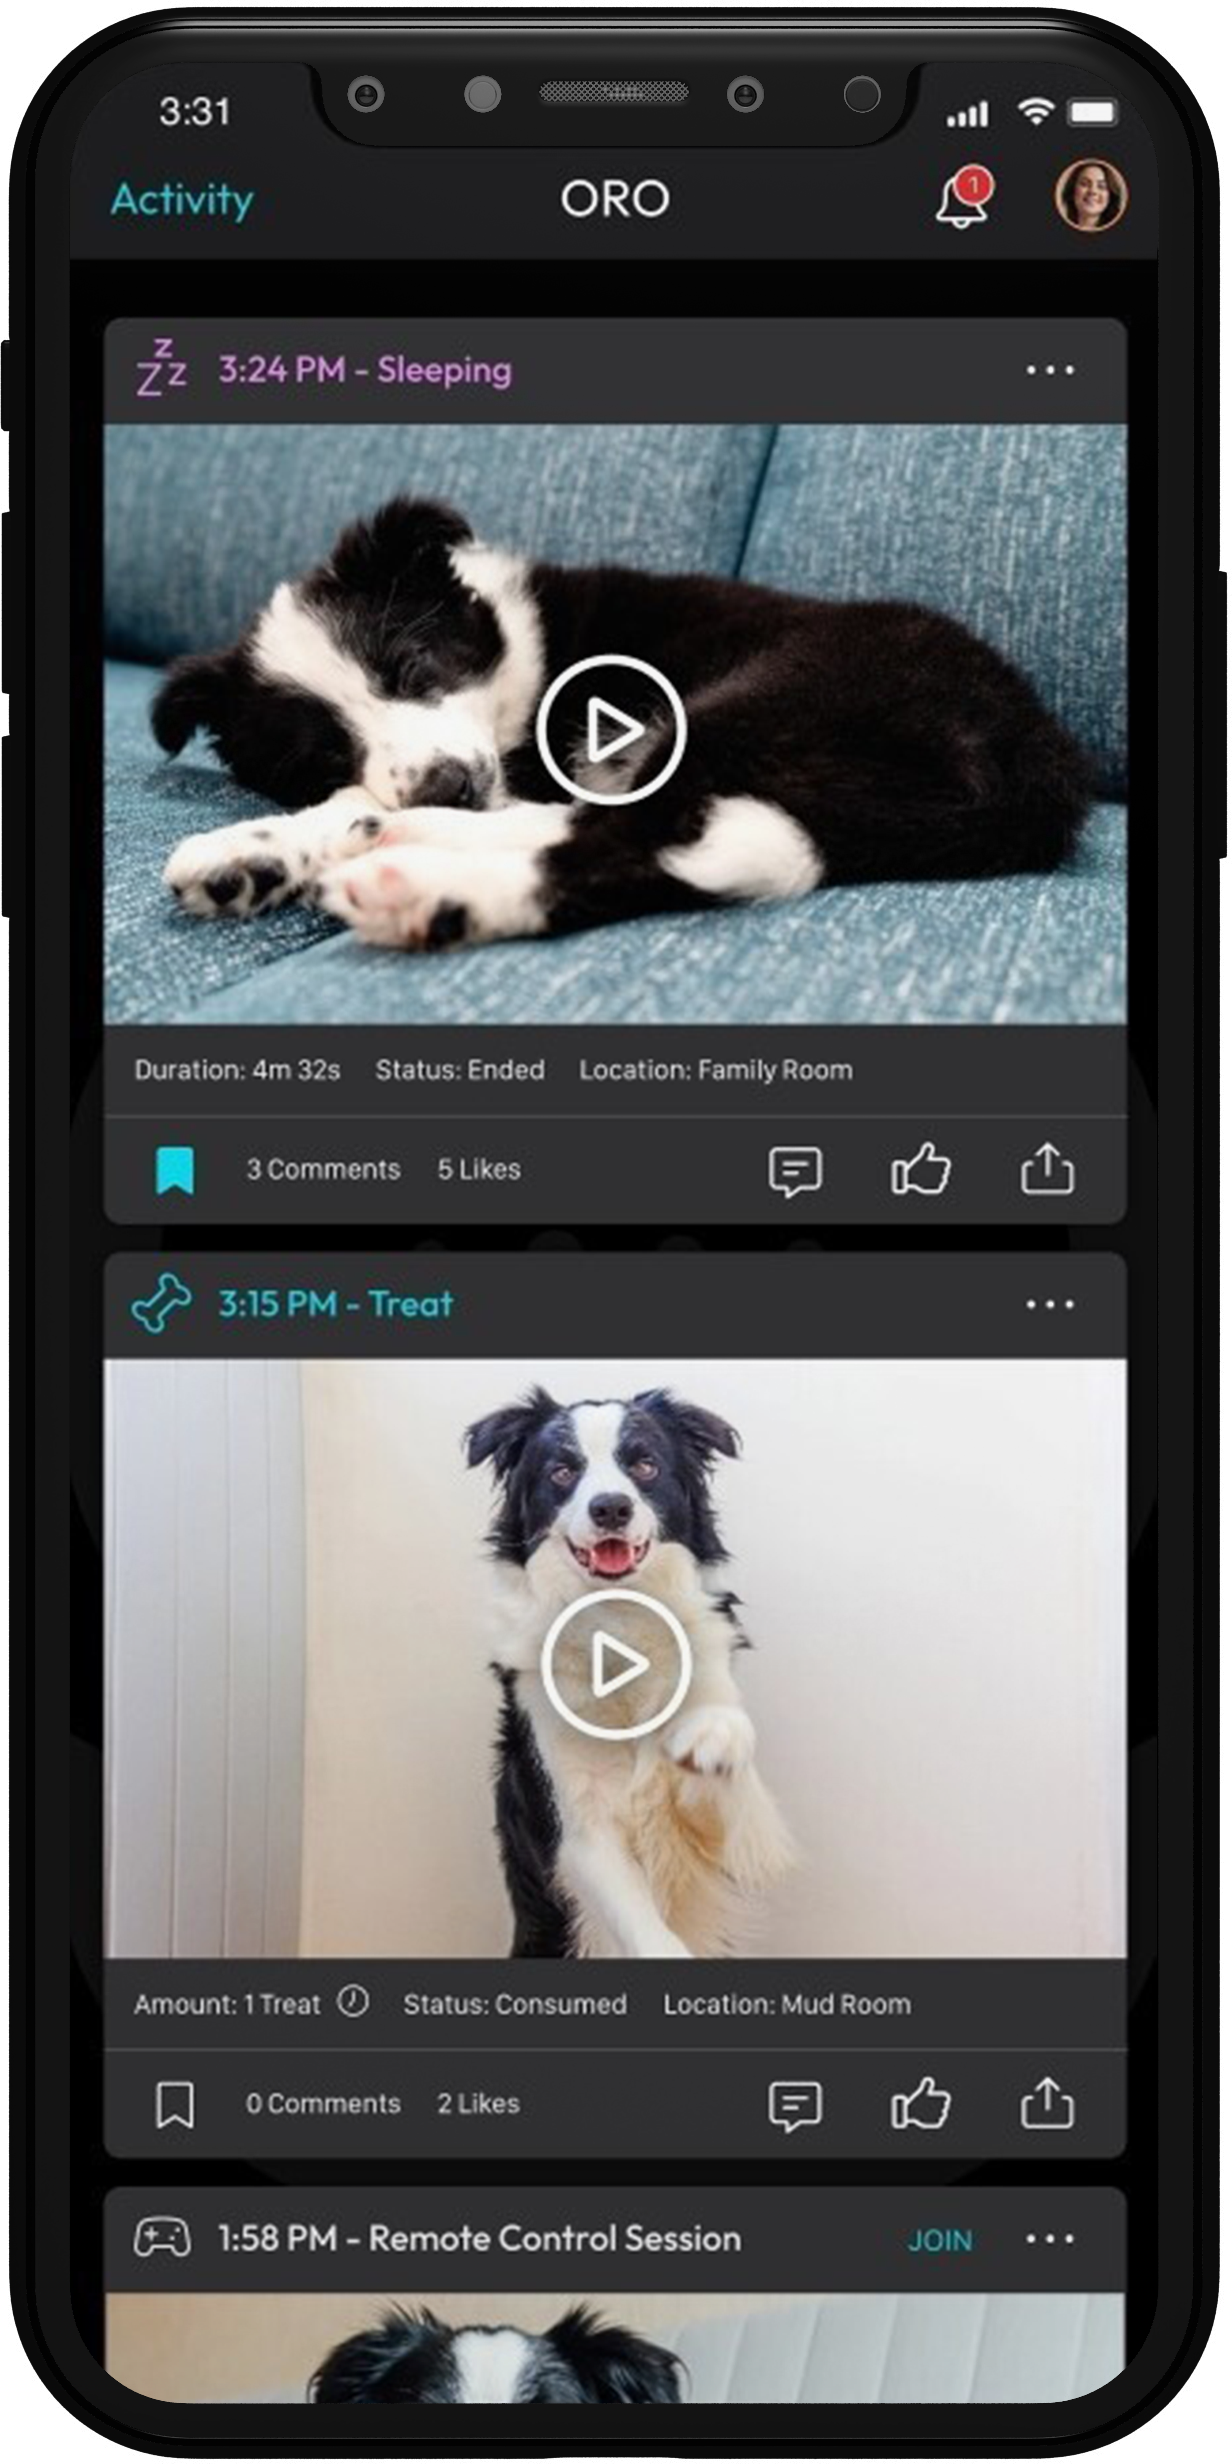 3:31
Activity ORO 1
zzz 3:24 PM - Sleeping
Duration: 4m 32s Status: Ended Location: Family Room
3 Comments 5 Likes
3:15 PM - Treat
Amount: 1 Treat Status: Consumed Location: Mud Room
0 Comments 2 Likes
1:58 PM - Remote Control Session JOIN